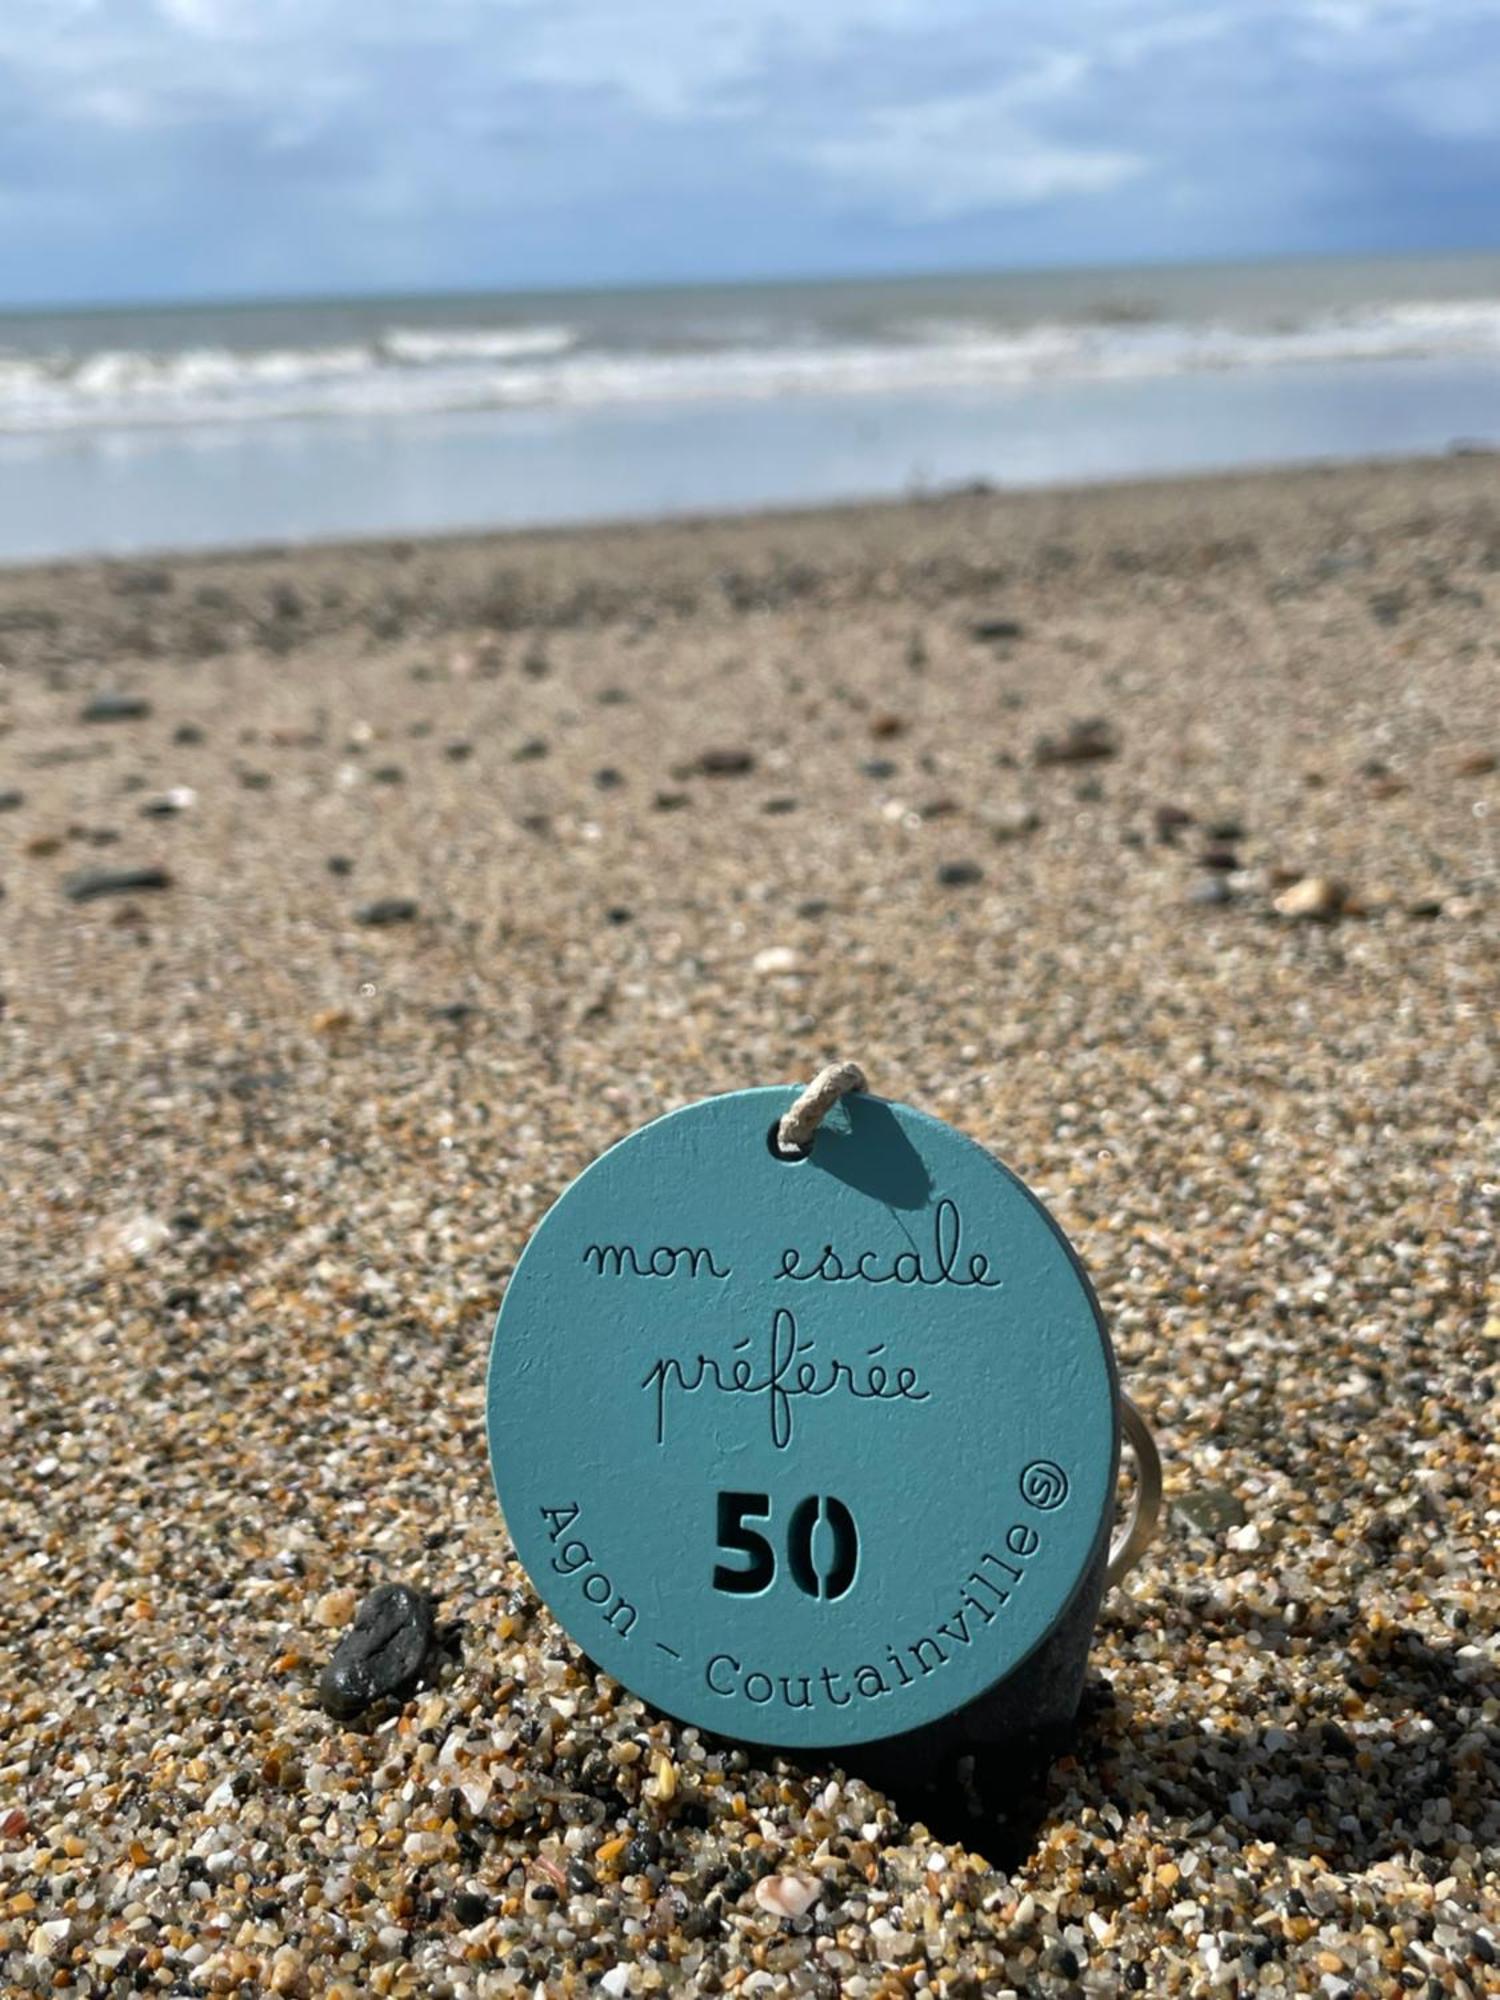 mon escale
préférée
50
Agon - Coutainville